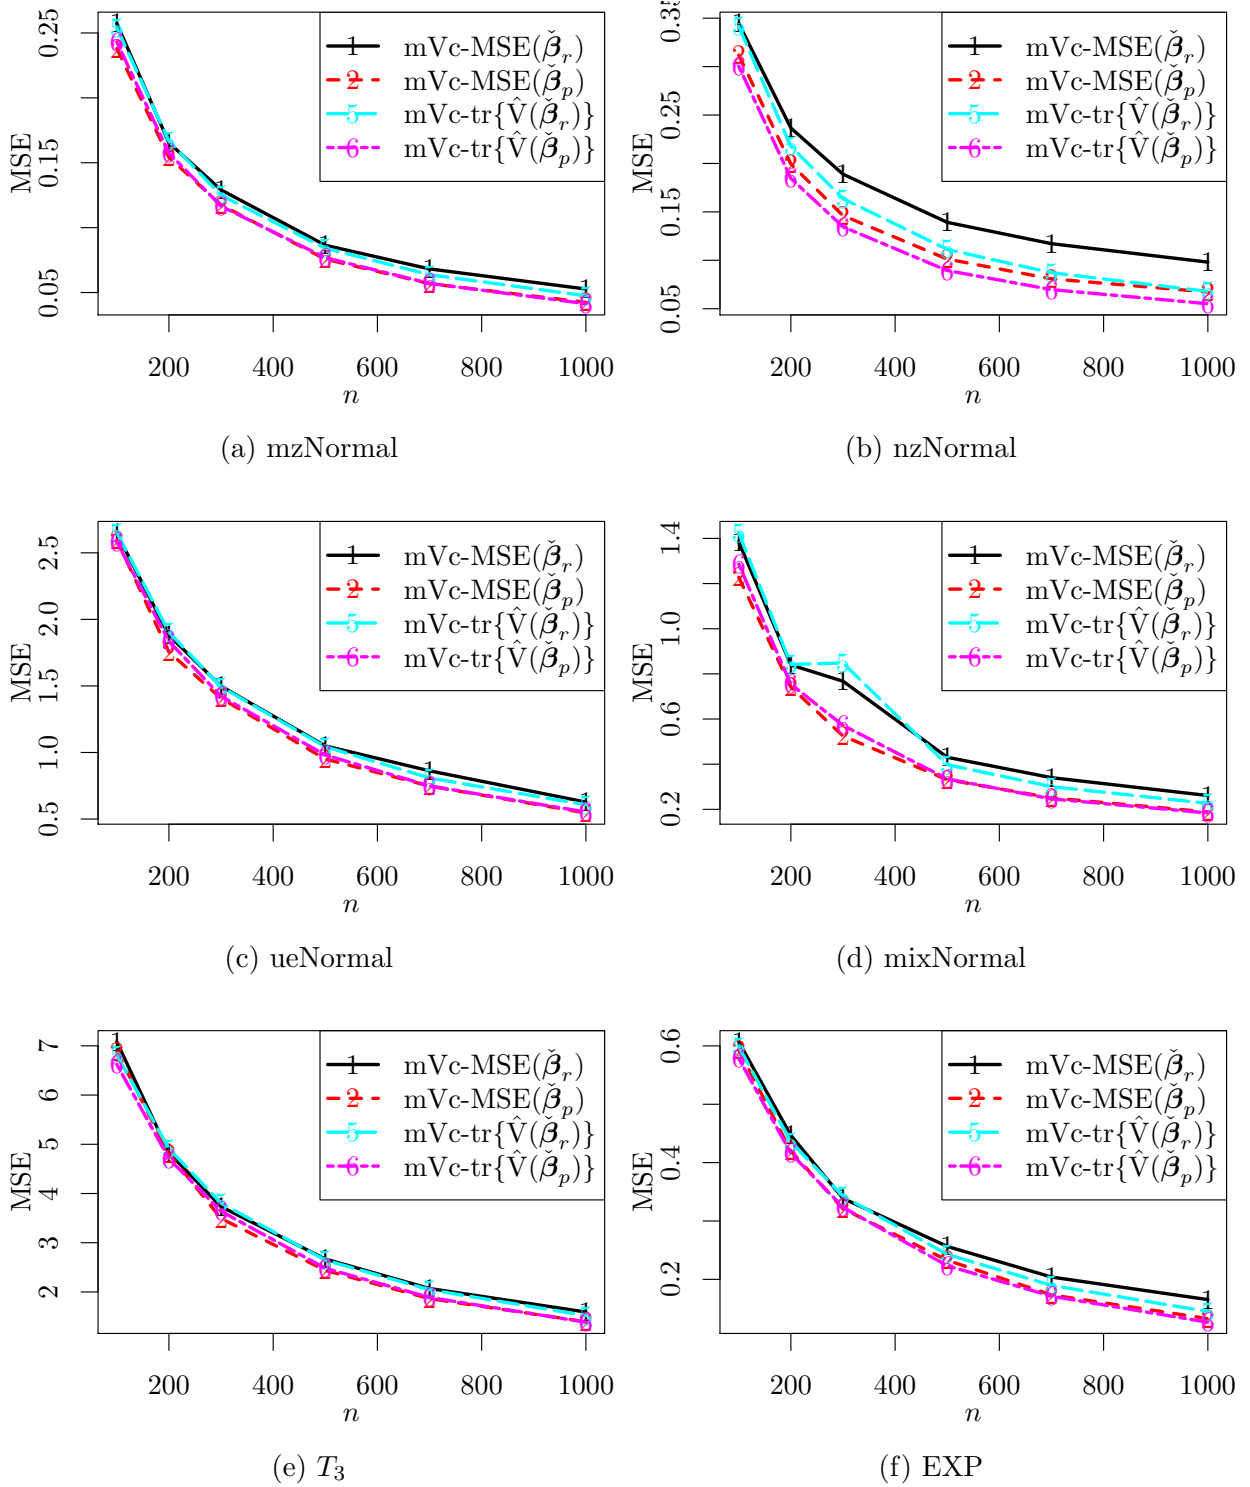 0.05 0.15 0.25
MSE
1 mVc-MSE(β̌ᵣ)
2 mVc-MSE(β̌ₚ)
5 mVc-tr{V̂(β̌ᵣ)}
6 mVc-tr{V̂(β̌ₚ)}
200 400 600 800 1000
n
(a) mzNormal
0.05 0.15 0.25 0.35
MSE
1 mVc-MSE(β̌ᵣ)
2 mVc-MSE(β̌ₚ)
5 mVc-tr{V̂(β̌ᵣ)}
6 mVc-tr{V̂(β̌ₚ)}
200 400 600 800 1000
n
(b) nzNormal
0.5 1.0 1.5 2.0 2.5
MSE
1 mVc-MSE(β̌ᵣ)
2 mVc-MSE(β̌ₚ)
5 mVc-tr{V̂(β̌ᵣ)}
6 mVc-tr{V̂(β̌ₚ)}
200 400 600 800 1000
n
(c) ueNormal
0.2 0.6 1.0 1.4
MSE
1 mVc-MSE(β̌ᵣ)
2 mVc-MSE(β̌ₚ)
5 mVc-tr{V̂(β̌ᵣ)}
6 mVc-tr{V̂(β̌ₚ)}
200 400 600 800 1000
n
(d) mixNormal
2 3 4 5 6 7
MSE
1 mVc-MSE(β̌ᵣ)
2 mVc-MSE(β̌ₚ)
5 mVc-tr{V̂(β̌ᵣ)}
6 mVc-tr{V̂(β̌ₚ)}
200 400 600 800 1000
n
(e) T₃
0.2 0.4 0.6
MSE
1 mVc-MSE(β̌ᵣ)
2 mVc-MSE(β̌ₚ)
5 mVc-tr{V̂(β̌ᵣ)}
6 mVc-tr{V̂(β̌ₚ)}
200 400 600 800 1000
n
(f) EXP